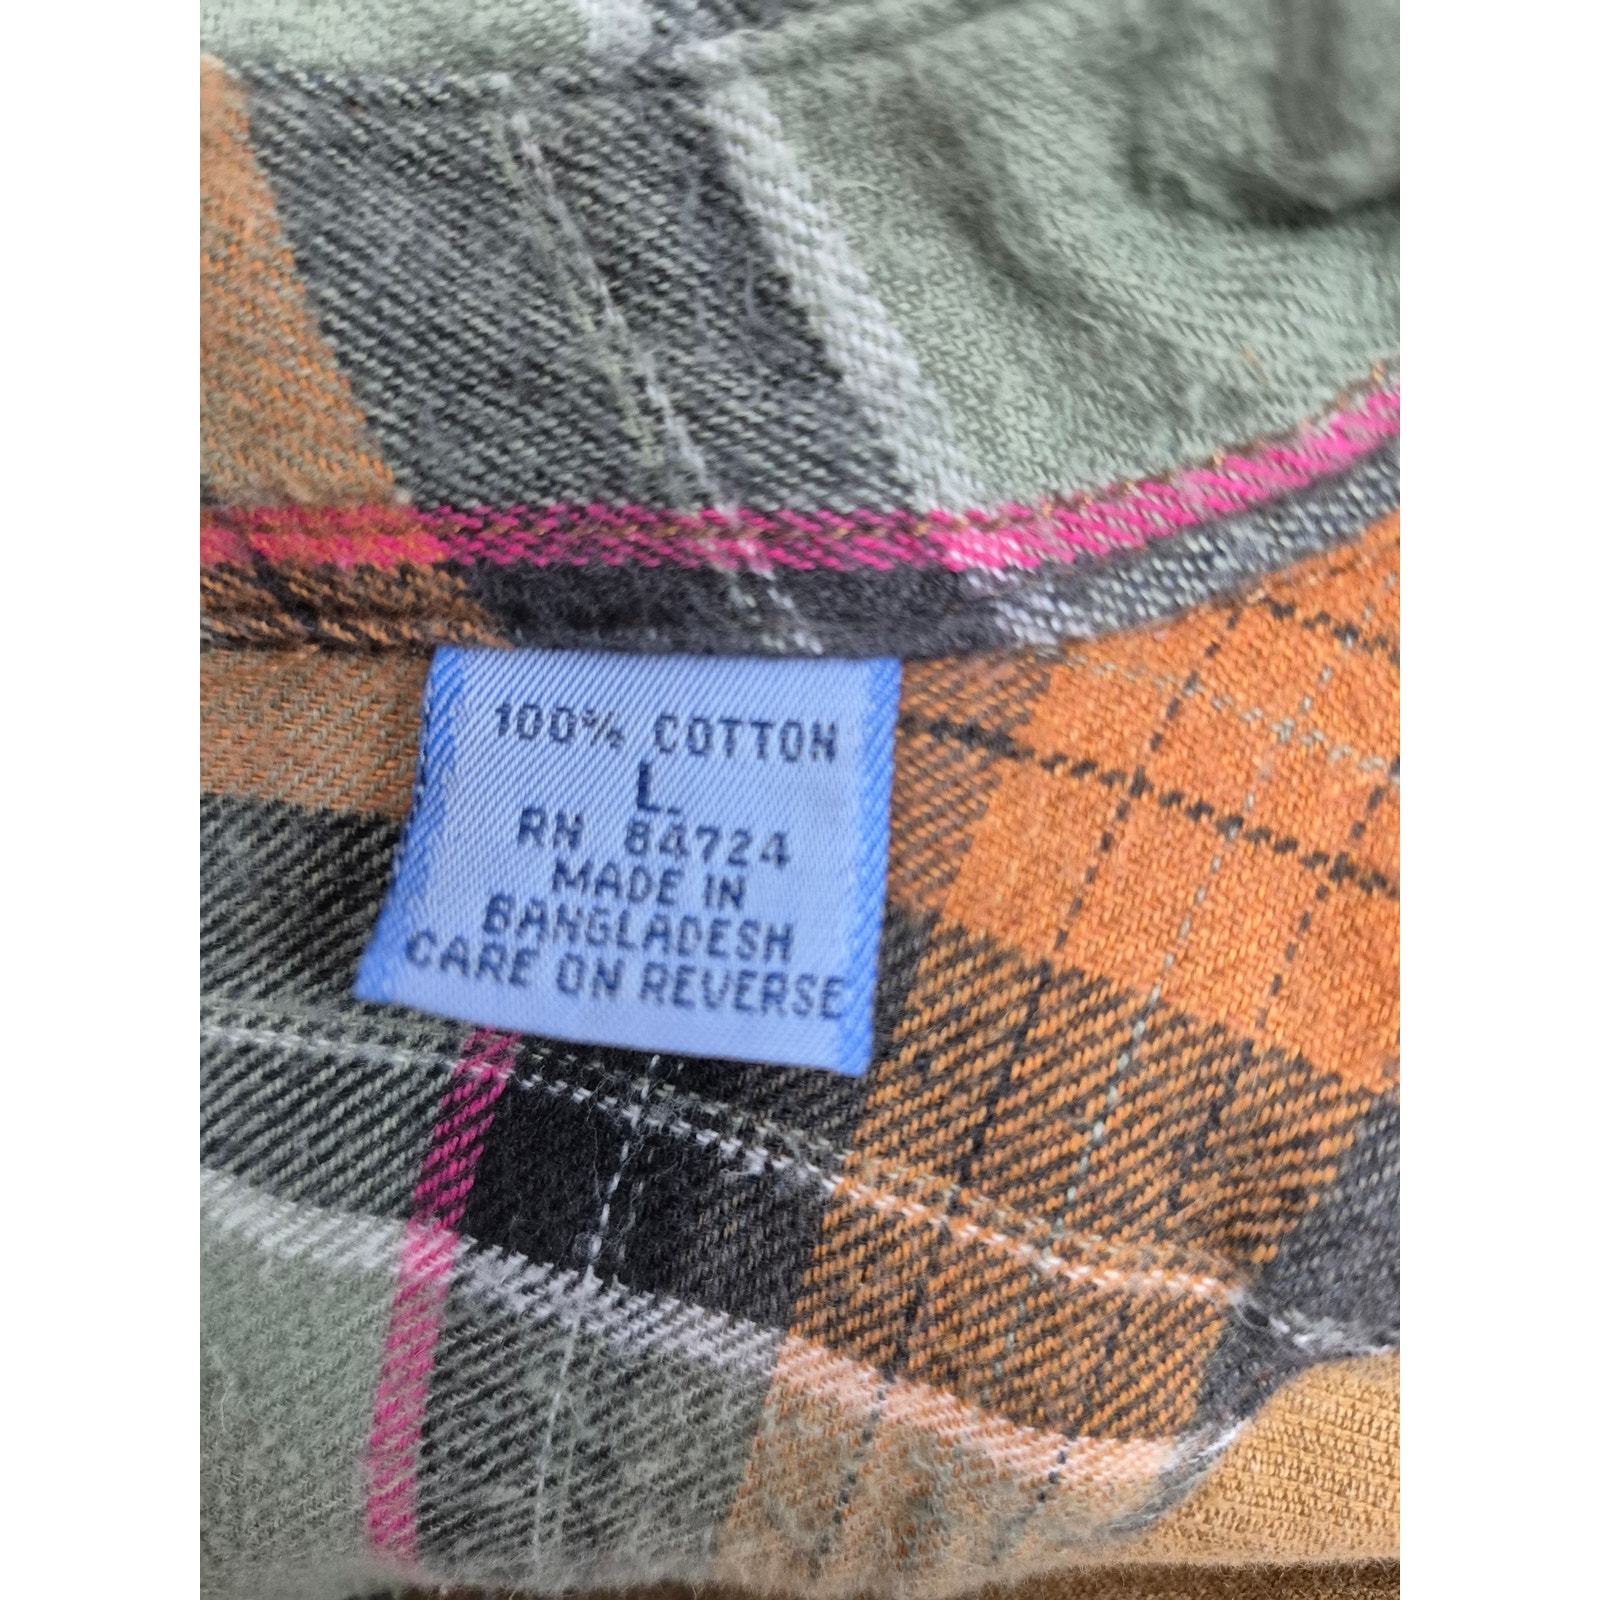 100% COTTON
L
RN 84724
MADE IN
BANGLADESH
CARE ON REVERSE